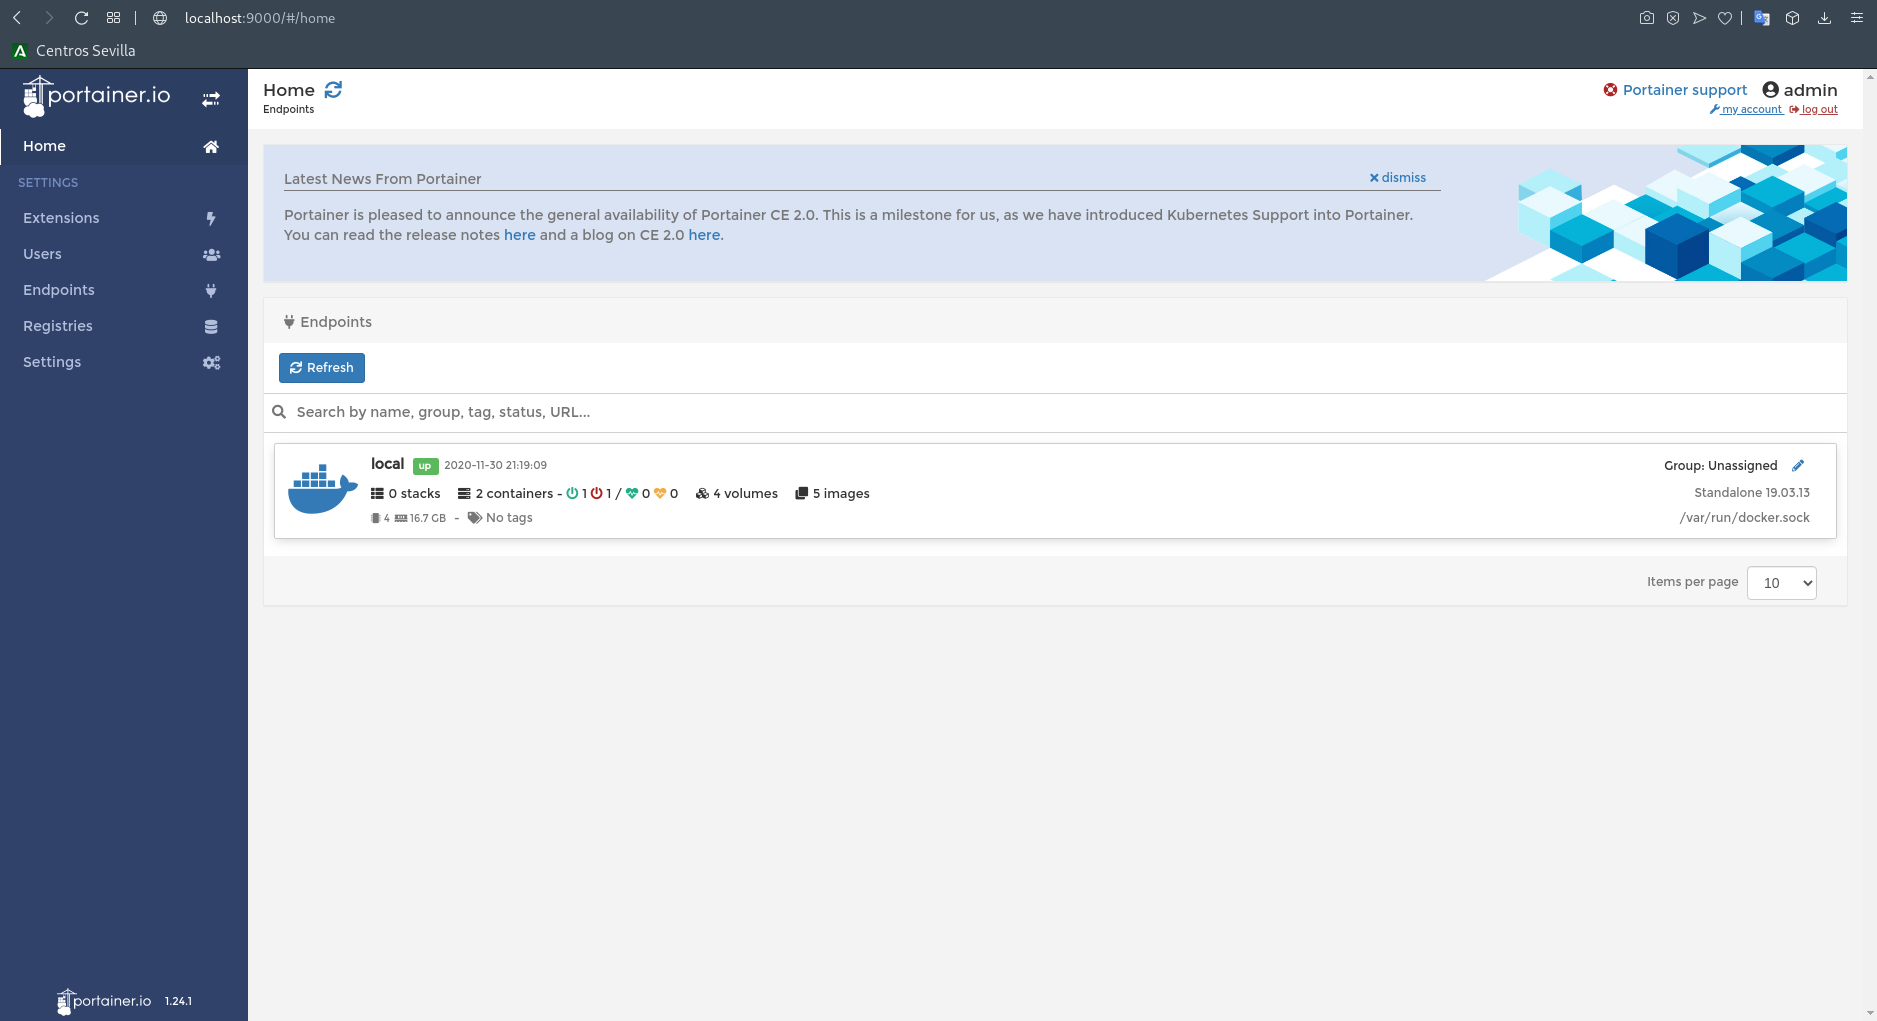 localhost:9000/#/home
Centros Sevilla
portainer.io
Home
SETTINGS
Extensions
Users
Endpoints
Registries
Settings
portainer.io 1.24.1
Home
Endpoints
Portainer support admin
my account log out
Latest News From Portainer dismiss
Portainer is pleased to announce the general availability of Portainer CE 2.0. This is a milestone for us, as we have introduced Kubernetes Support into Portainer.
You can read the release notes here and a blog on CE 2.0 here.
Endpoints
Refresh
Search by name, group, tag, status, URL...
local up 2020-11-30 21:19:09 Group: Unassigned
0 stacks 2 containers - 1 1 / 0 0 4 volumes 5 images Standalone 19.03.13
4 16.7 GB - No tags /var/run/docker.sock
Items per page 10